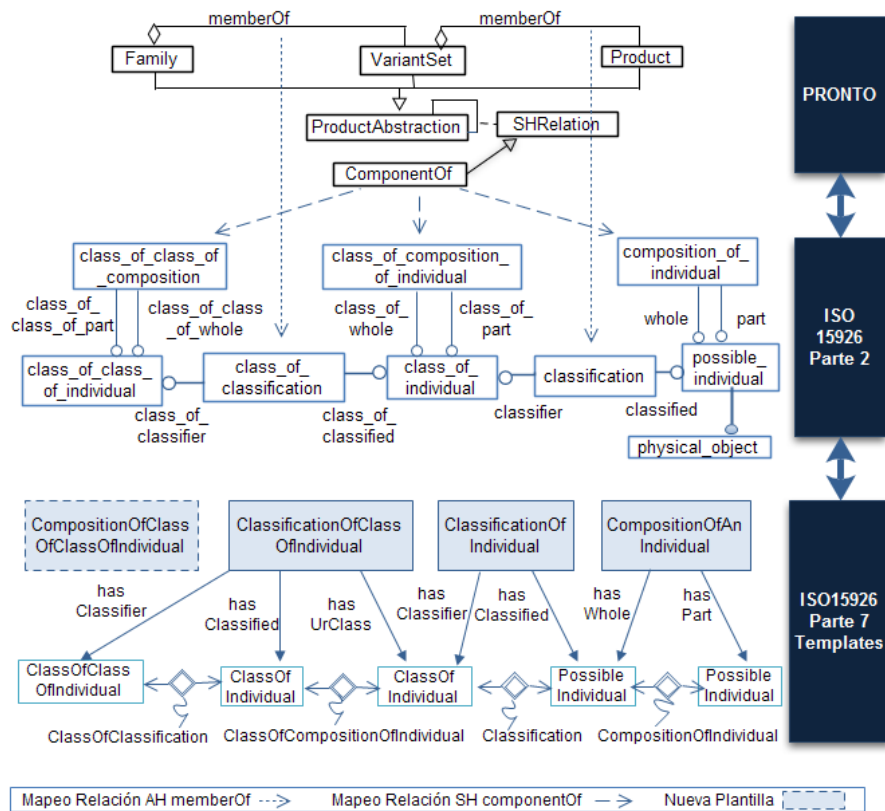 memberOf
memberOf
Family
VariantSet
Product
ProductAbstraction
SHRelation
ComponentOf
PRONTO
class_of_class_of
_composition
class_of_composition_
of_individual
composition_of_
individual
class_of_
class_of_part
class_of_class
_of_whole
class_of_
whole
class_of_
part
whole
part
class_of_class_
of_individual
class_of_
classification
class_of_
individual
classification
possible_
individual
class_of_
classifier
class_of_
classified
classifier
classified
physical_object
ISO
15926
Parte 2
CompositionOfClass
OfClassOfIndividual
ClassificationOfClass
OfIndividual
ClassificationOf
Individual
CompositionOfAn
Individual
has
Classifier
has
Classified
has
UrClass
has
Classifier
has
Classified
has
Whole
has
Part
ClassOfClass
OfIndividual
ClassOf
Individual
ClassOf
Individual
Possible
Individual
Possible
Individual
ClassOfClassification
ClassOfCompositionOfIndividual
Classification
CompositionOfIndividual
ISO15926
Parte 7
Templates
Mapeo Relación AH memberOf
Mapeo Relación SH componentOf
Nueva Plantilla